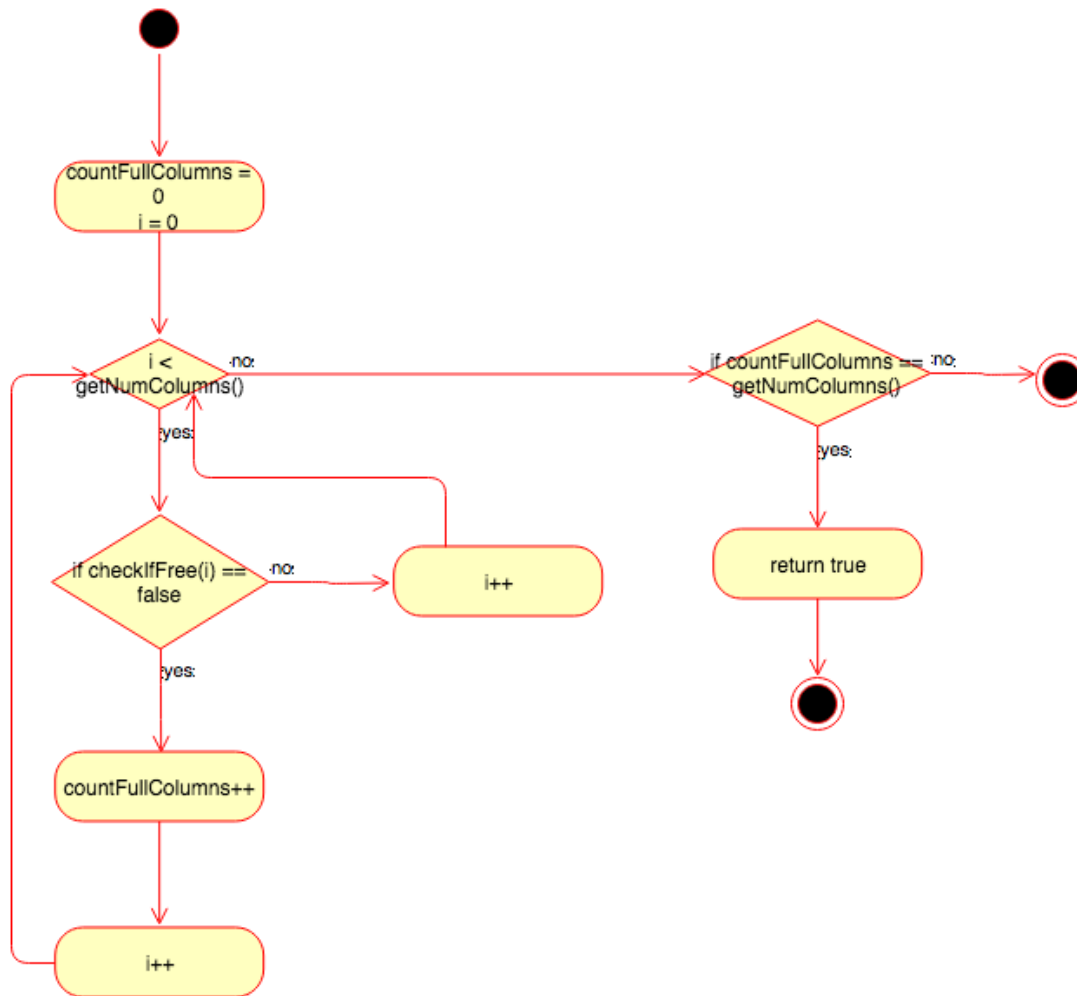 countFullColumns =
0
i = 0
i <
getNumColumns()
:no:
if countFullColumns ==
getNumColumns()
:no:
:yes:
:yes:
if checkIfFree(i) ==
false
:no:
i++
return true
:yes:
countFullColumns++
i++